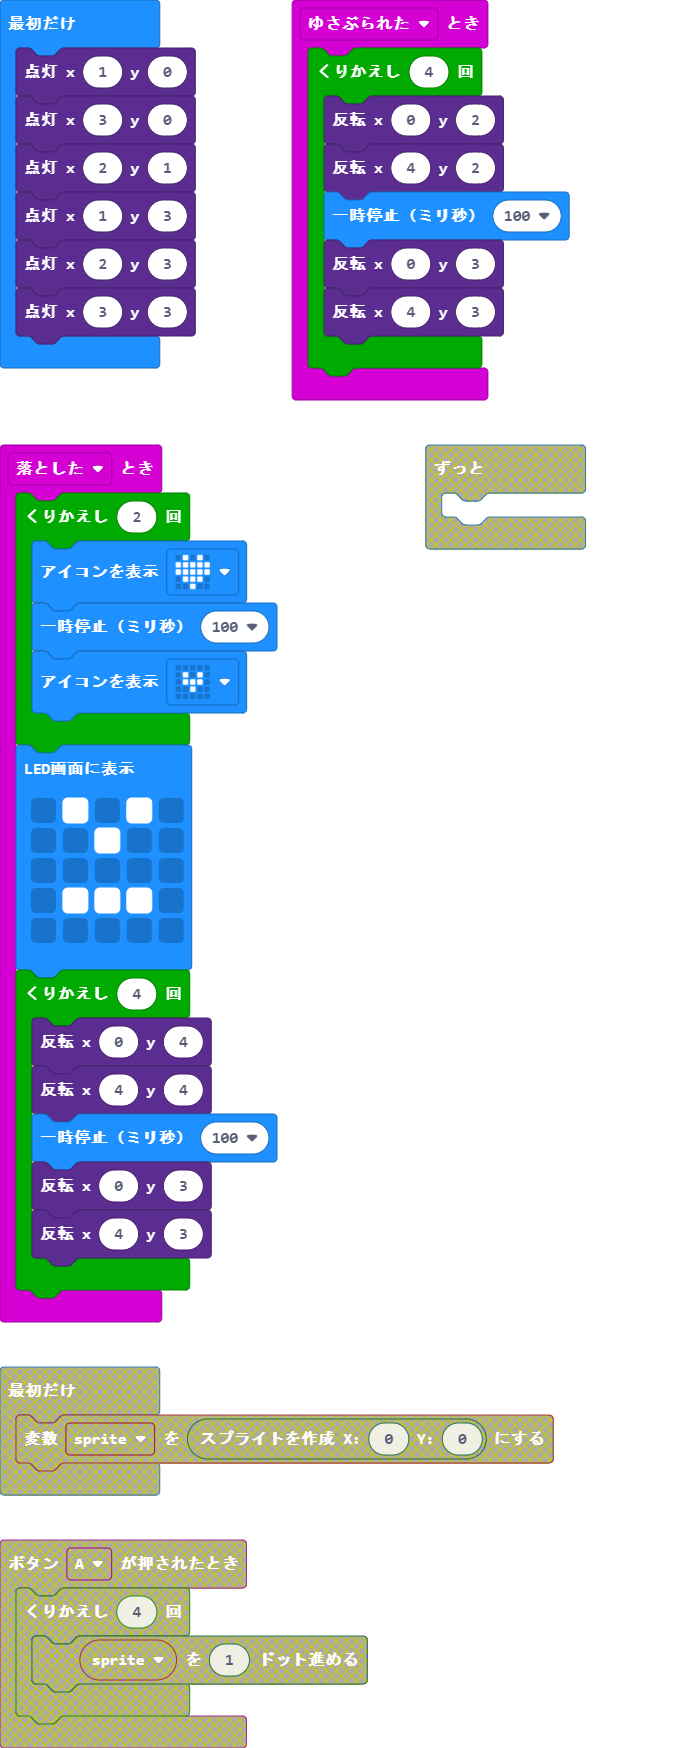 最初だけ
点灯 x 1 y 0
点灯 x 3 y 0
点灯 x 2 y 1
点灯 x 1 y 3
点灯 x 2 y 3
点灯 x 3 y 3
ゆさぶられた とき
くりかえし 4 回
反転 x 0 y 2
反転 x 4 y 2
一時停止（ミリ秒） 100
反転 x 0 y 3
反転 x 4 y 3
落とした とき
くりかえし 2 回
アイコンを表示
一時停止（ミリ秒） 100
アイコンを表示
LED画面に表示
くりかえし 4 回
反転 x 0 y 4
反転 x 4 y 4
一時停止（ミリ秒） 100
反転 x 0 y 3
反転 x 4 y 3
ずっと
最初だけ
変数 sprite を スプライトを作成 X: 0 Y: 0 にする
ボタン A が押されたとき
くりかえし 4 回
sprite を 1 ドット進める